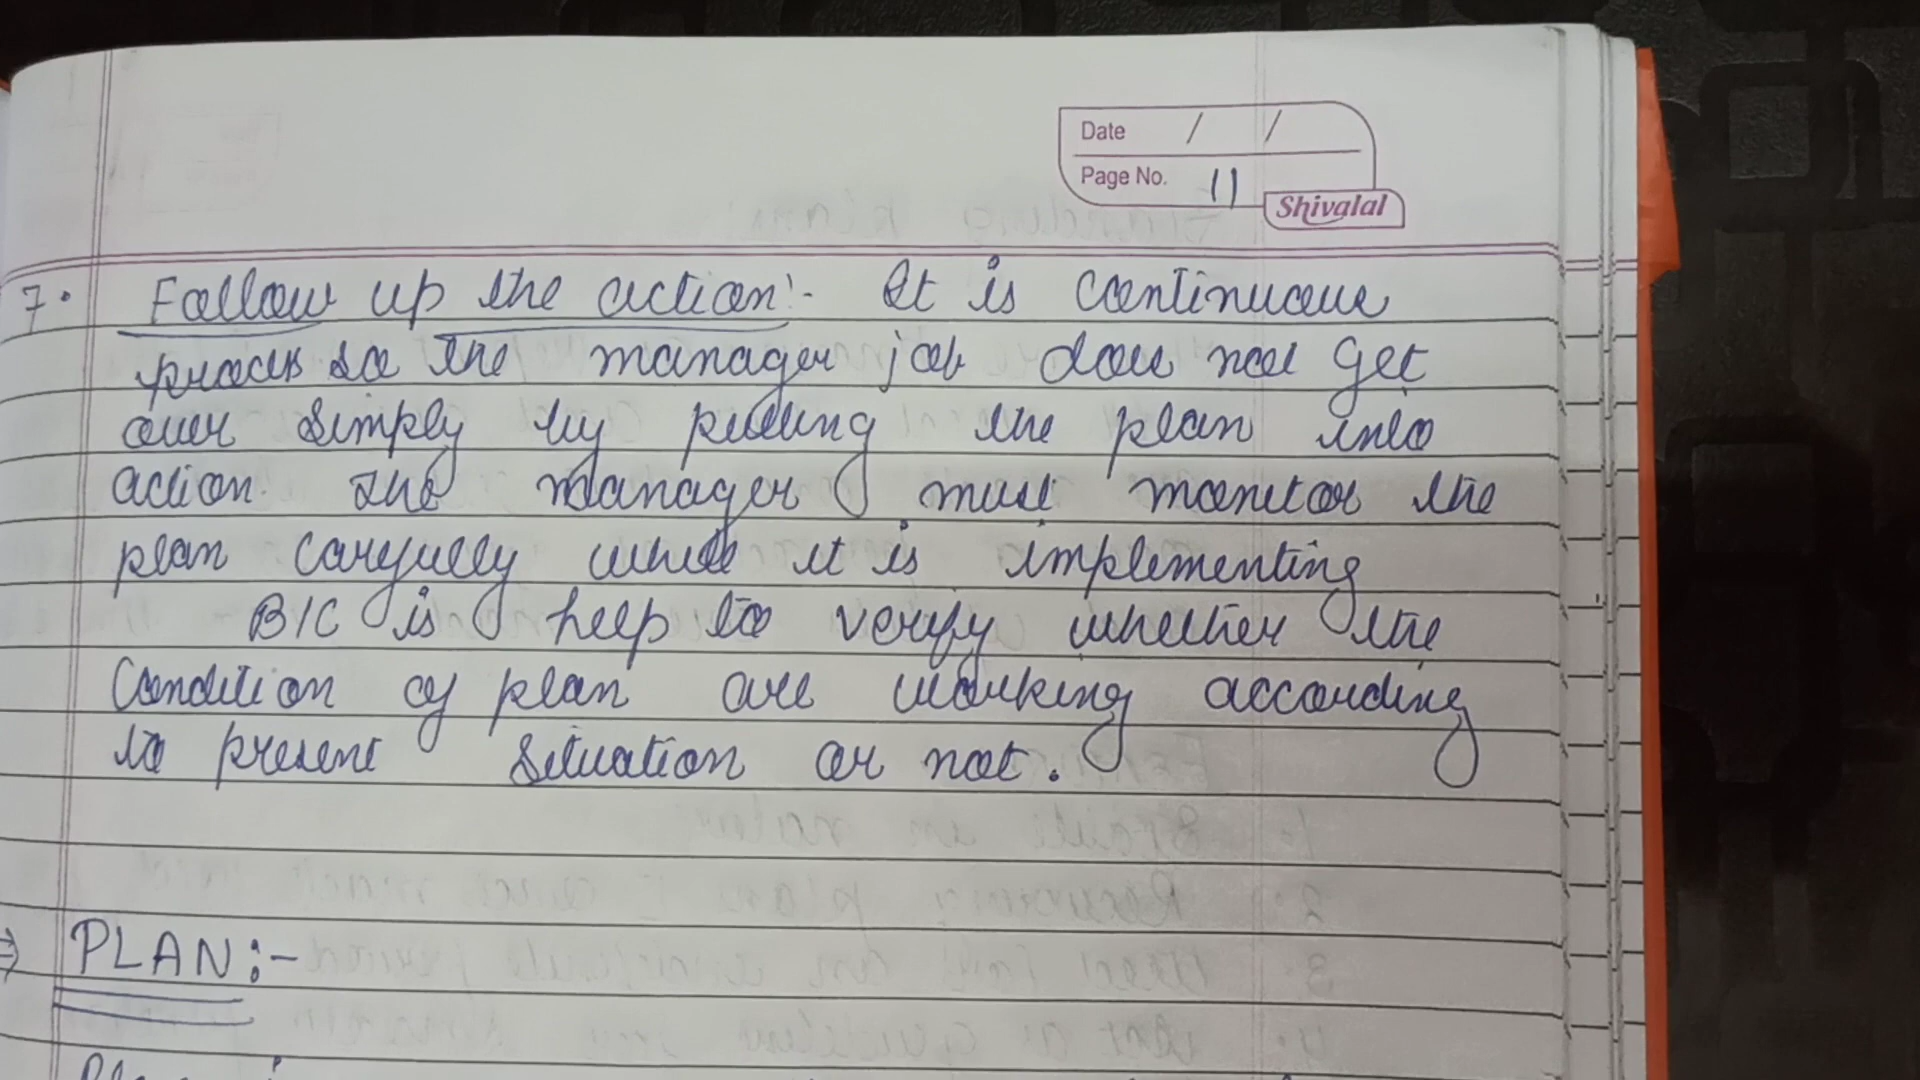 Date / /
Page No. 11
Shivalal
7. Follow up the action:- It is continuous
process so the manager job does not get
over simply by putting the plan into
action. The manager must monitor the
plan carefully while it is implementing
B/C is help to verify whether the
condition of plan are working according
to present situation or not.
⇒ PLAN:-